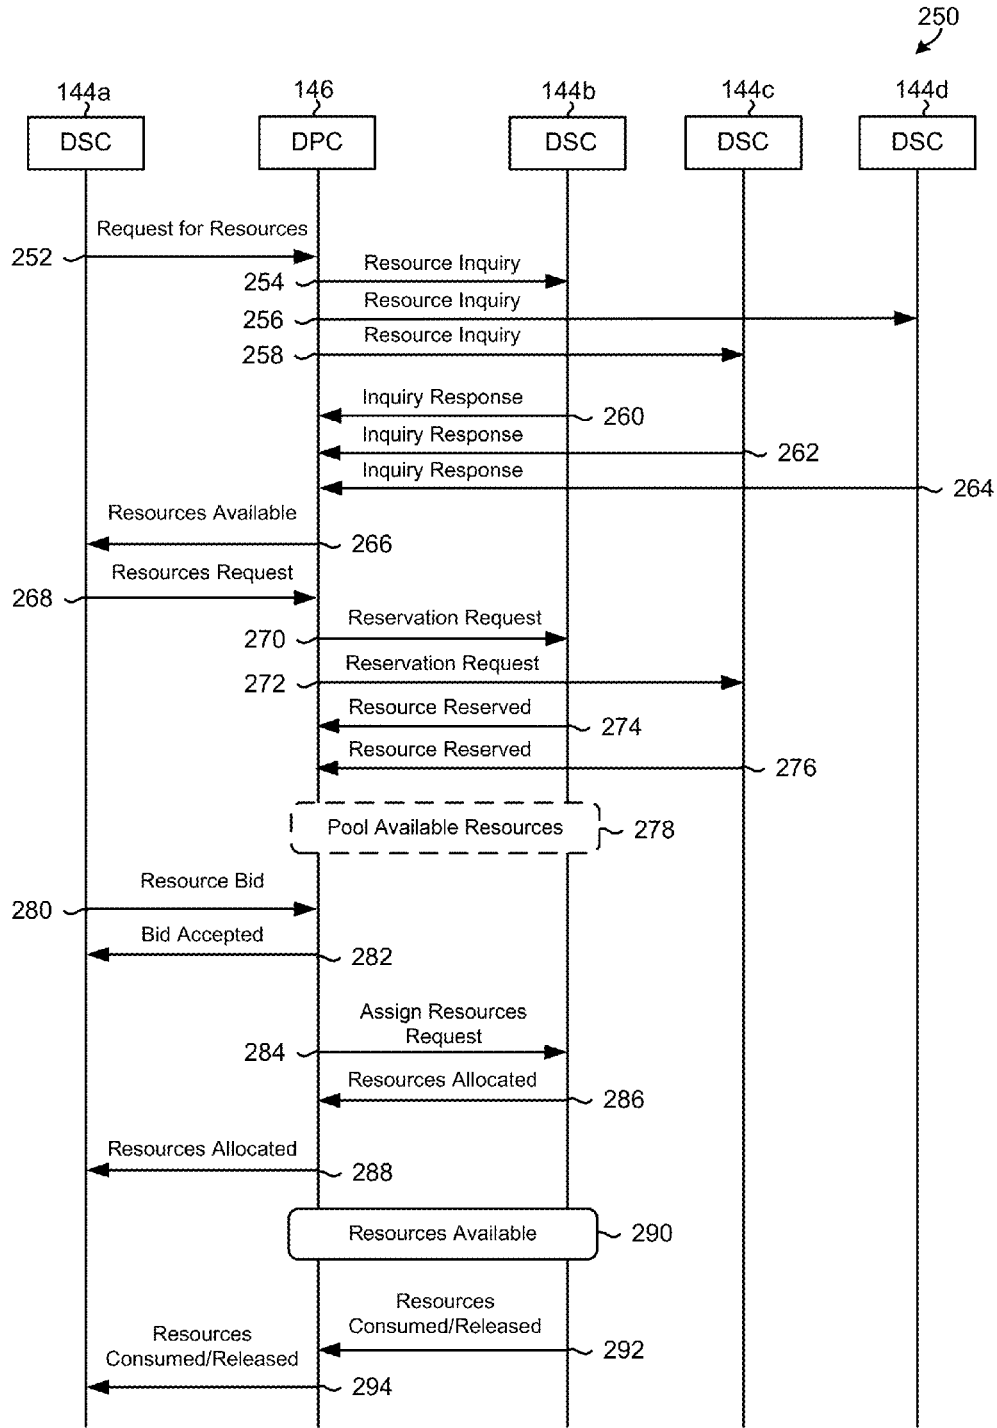 250
144a
146
144b
144c
144d
DSC
DPC
DSC
DSC
DSC
Request for Resources
252
Resource Inquiry
254
Resource Inquiry
256
Resource Inquiry
258
Inquiry Response
260
Inquiry Response
262
Inquiry Response
264
Resources Available
266
Resources Request
268
Reservation Request
270
Reservation Request
272
Resource Reserved
274
Resource Reserved
276
Pool Available Resources
278
Resource Bid
280
Bid Accepted
282
Assign Resources
Request
284
Resources Allocated
286
Resources Allocated
288
Resources Available
290
Resources
Consumed/Released
292
Resources
Consumed/Released
294